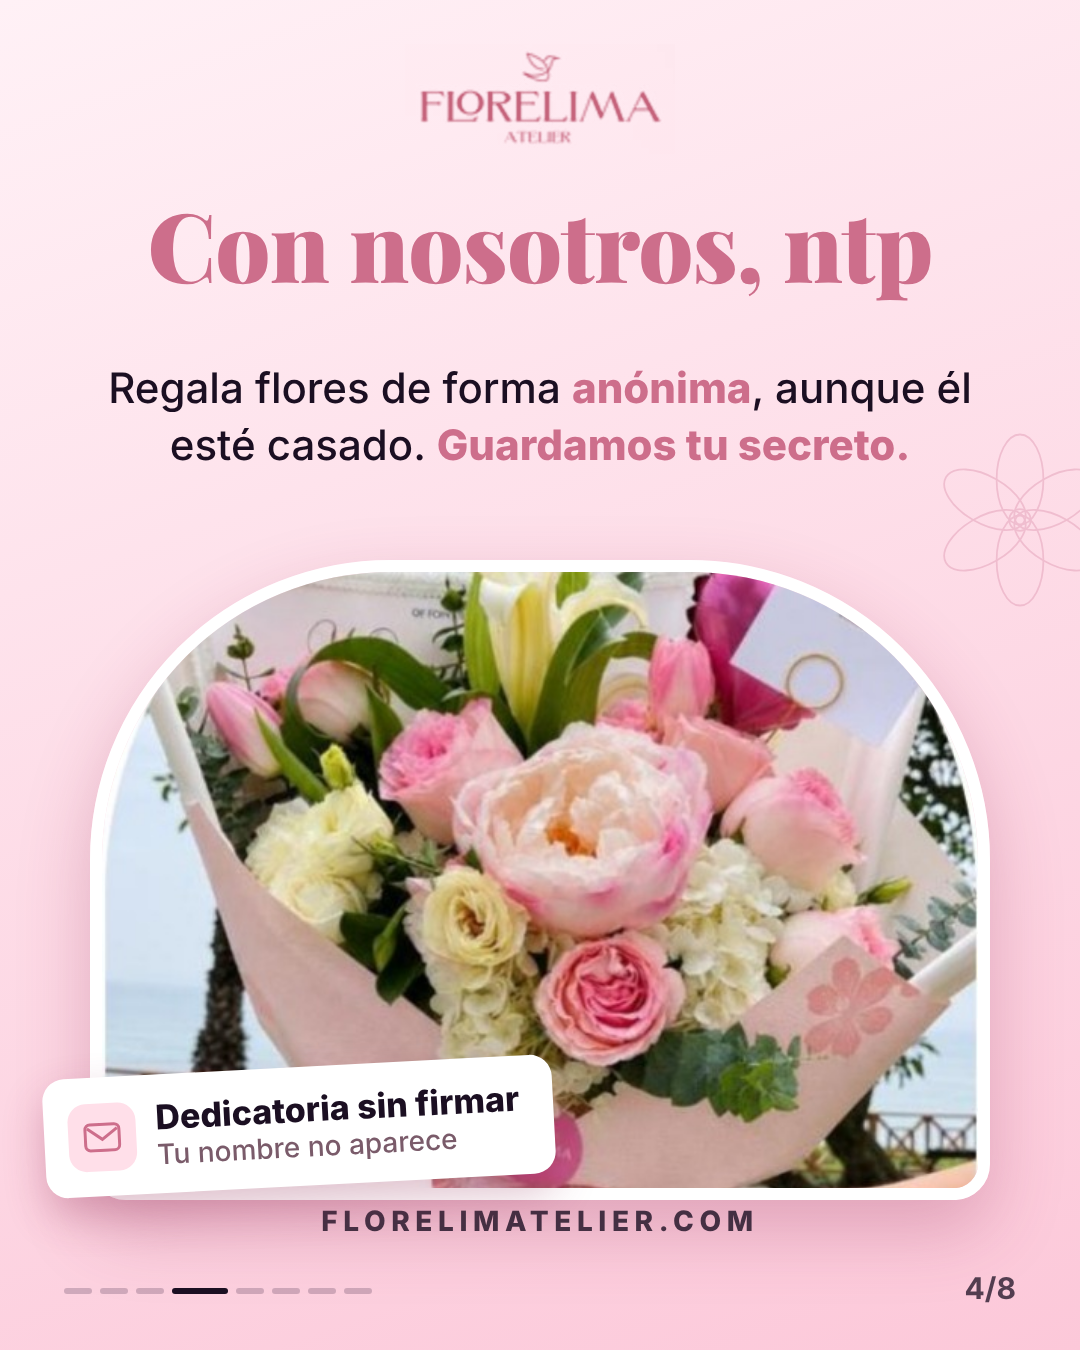 FLORELIMA
ATELIER
Con nosotros, ntp
Regala flores de forma anónima, aunque él
esté casado. Guardamos tu secreto.
Dedicatoria sin firmar
Tu nombre no aparece
FLORELIMATELIER.COM
4/8